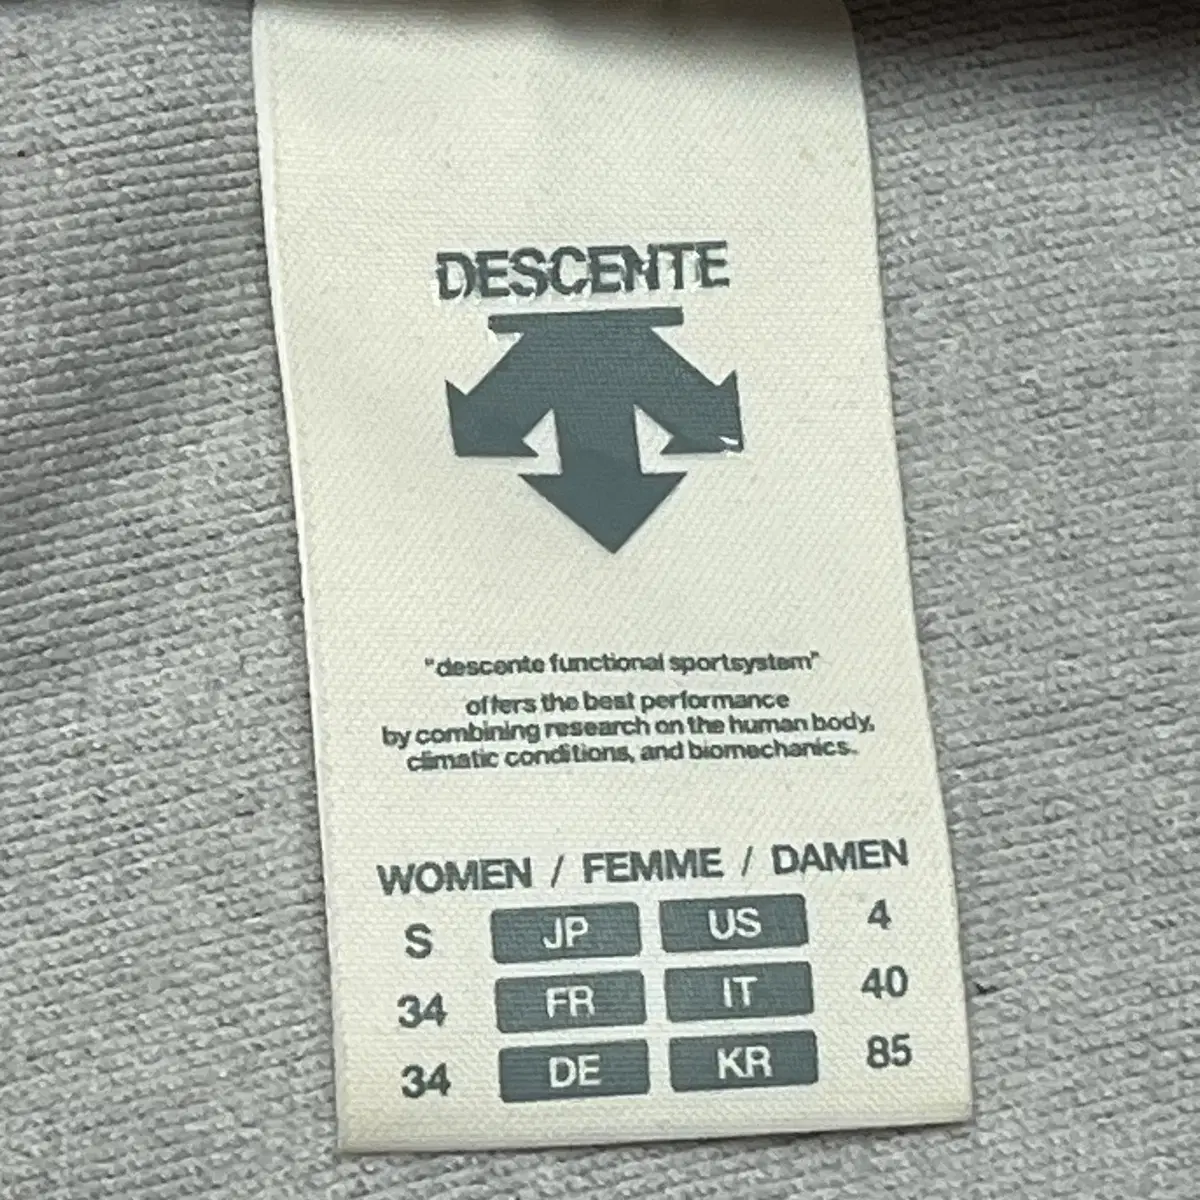 DESCENTE
"descente functional sportsystem"
offers the best performance
by combining research on the human body,
climatic conditions, and biomechanics.
WOMEN / FEMME / DAMEN
S JP US 4
34 FR IT 40
34 DE KR 85